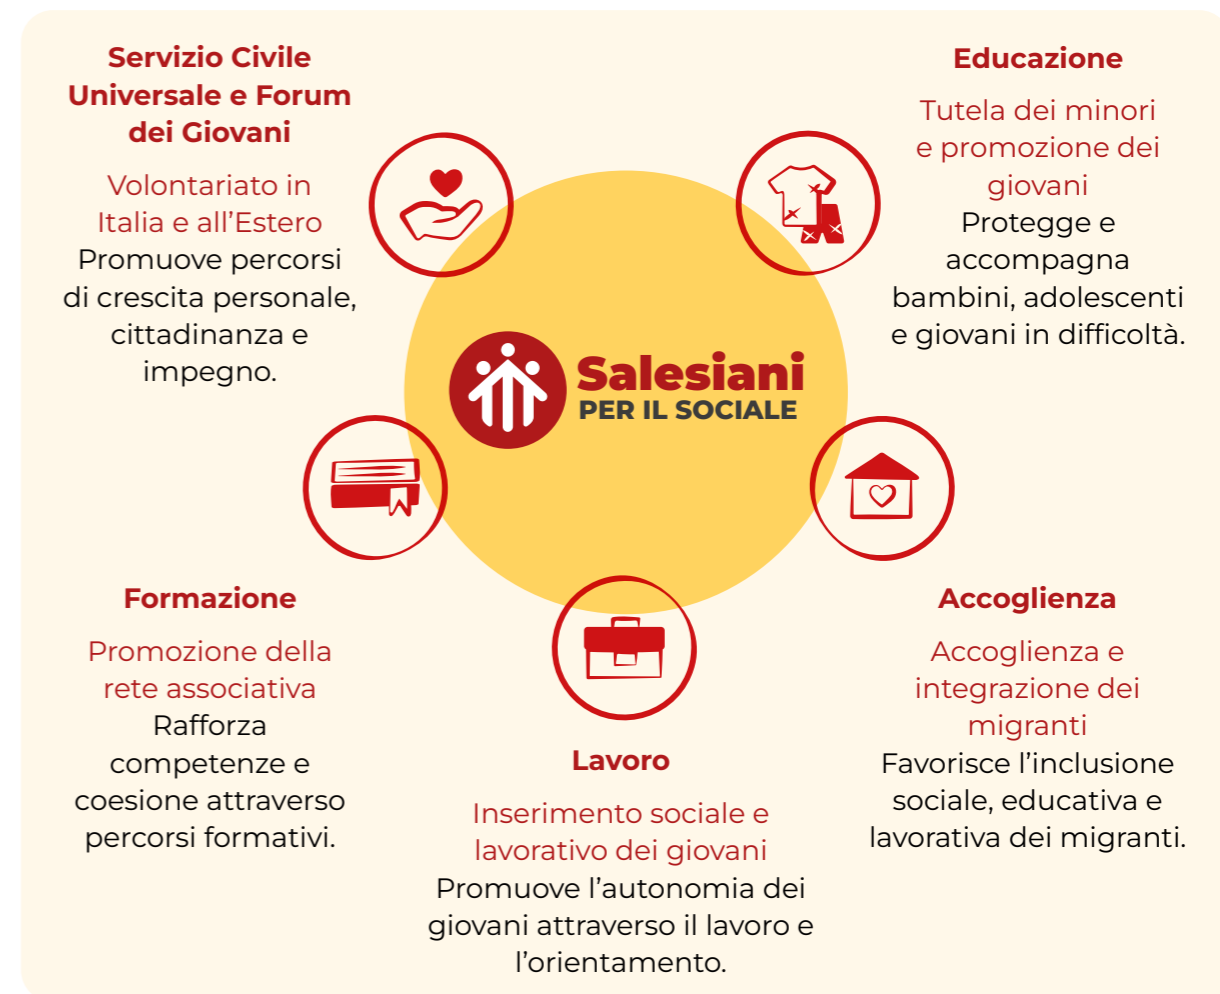 Servizio Civile
Universale e Forum
dei Giovani
Volontariato in
Italia e all’Estero
Promuove percorsi
di crescita personale,
cittadinanza e
impegno.
Educazione
Tutela dei minori
e promozione dei
giovani
Protegge e
accompagna
bambini, adolescenti
e giovani in difficoltà.
Salesiani
PER IL SOCIALE
Formazione
Promozione della
rete associativa
Rafforza
competenze e
coesione attraverso
percorsi formativi.
Lavoro
Inserimento sociale e
lavorativo dei giovani
Promuove l’autonomia dei
giovani attraverso il lavoro e
l’orientamento.
Accoglienza
Accoglienza e
integrazione dei
migranti
Favorisce l’inclusione
sociale, educativa e
lavorativa dei migranti.